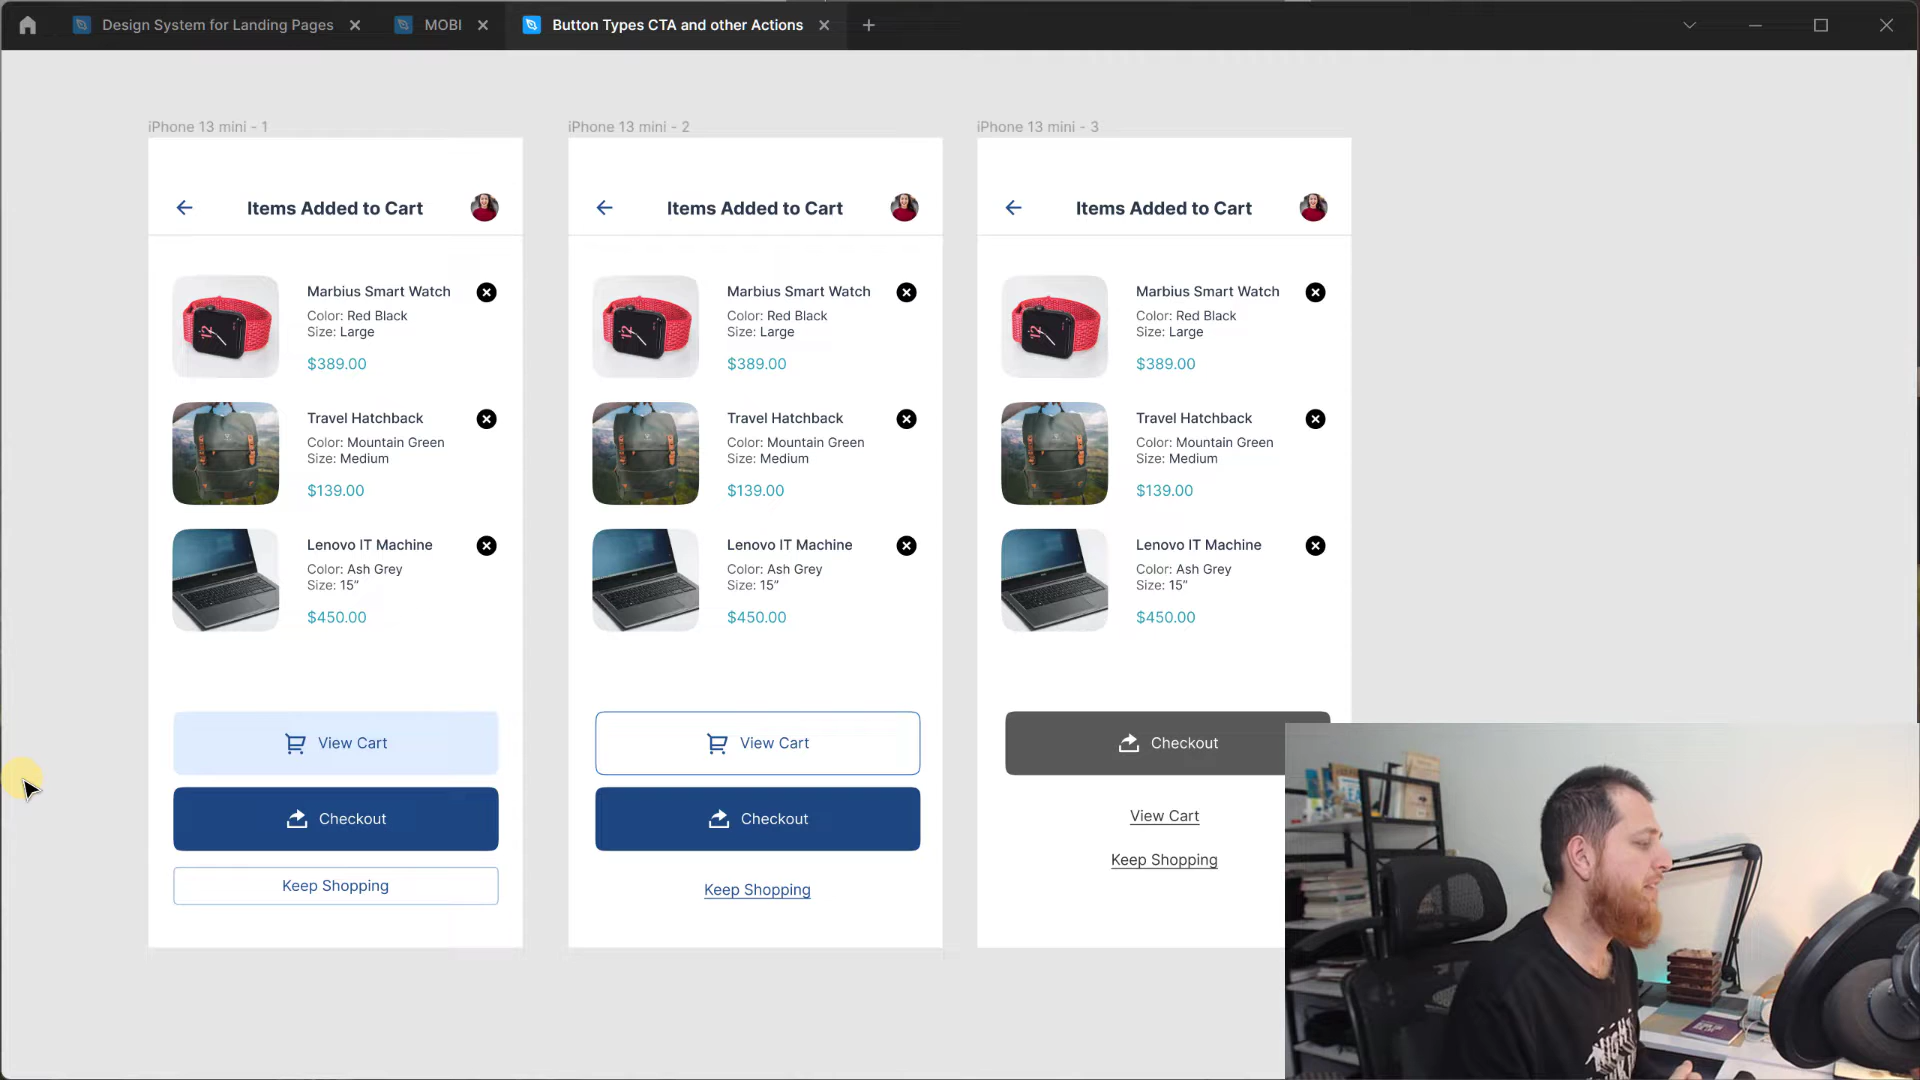 Design System for Landing Pages
MOBI
Button Types CTA and other Actions
iPhone 13 mini - 1
Items Added to Cart
Marbius Smart Watch
Color: Red Black
Size: Large
$389.00
Travel Hatchback
Color: Mountain Green
Size: Medium
$139.00
Lenovo IT Machine
Color: Ash Grey
Size: 15”
$450.00
View Cart
Checkout
Keep Shopping
iPhone 13 mini - 2
Items Added to Cart
Marbius Smart Watch
Color: Red Black
Size: Large
$389.00
Travel Hatchback
Color: Mountain Green
Size: Medium
$139.00
Lenovo IT Machine
Color: Ash Grey
Size: 15”
$450.00
View Cart
Checkout
Keep Shopping
iPhone 13 mini - 3
Items Added to Cart
Marbius Smart Watch
Color: Red Black
Size: Large
$389.00
Travel Hatchback
Color: Mountain Green
Size: Medium
$139.00
Lenovo IT Machine
Color: Ash Grey
Size: 15”
$450.00
Checkout
View Cart
Keep Shopping